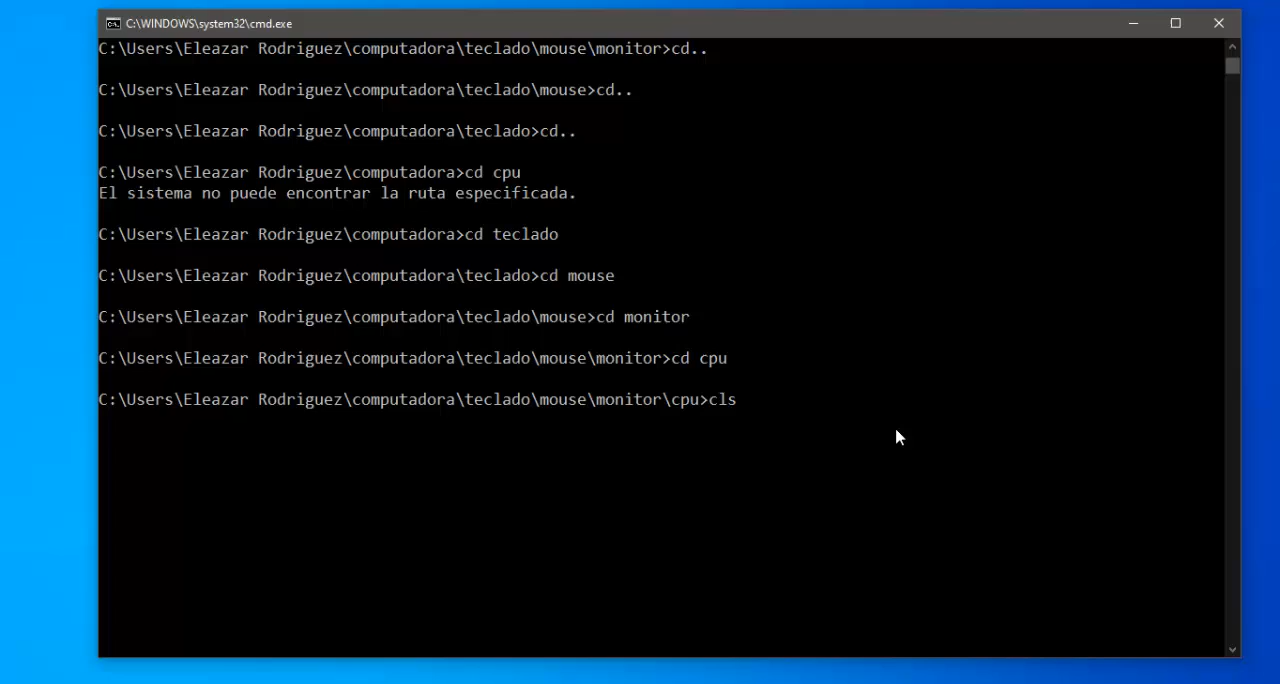 C:\WINDOWS\system32\cmd.exe
C:\Users\Eleazar Rodriguez\computadora\teclado\mouse\monitor>cd..
C:\Users\Eleazar Rodriguez\computadora\teclado\mouse>cd..
C:\Users\Eleazar Rodriguez\computadora\teclado>cd..
C:\Users\Eleazar Rodriguez\computadora>cd cpu
El sistema no puede encontrar la ruta especificada.
C:\Users\Eleazar Rodriguez\computadora>cd teclado
C:\Users\Eleazar Rodriguez\computadora\teclado>cd mouse
C:\Users\Eleazar Rodriguez\computadora\teclado\mouse>cd monitor
C:\Users\Eleazar Rodriguez\computadora\teclado\mouse\monitor>cd cpu
C:\Users\Eleazar Rodriguez\computadora\teclado\mouse\monitor\cpu>cls